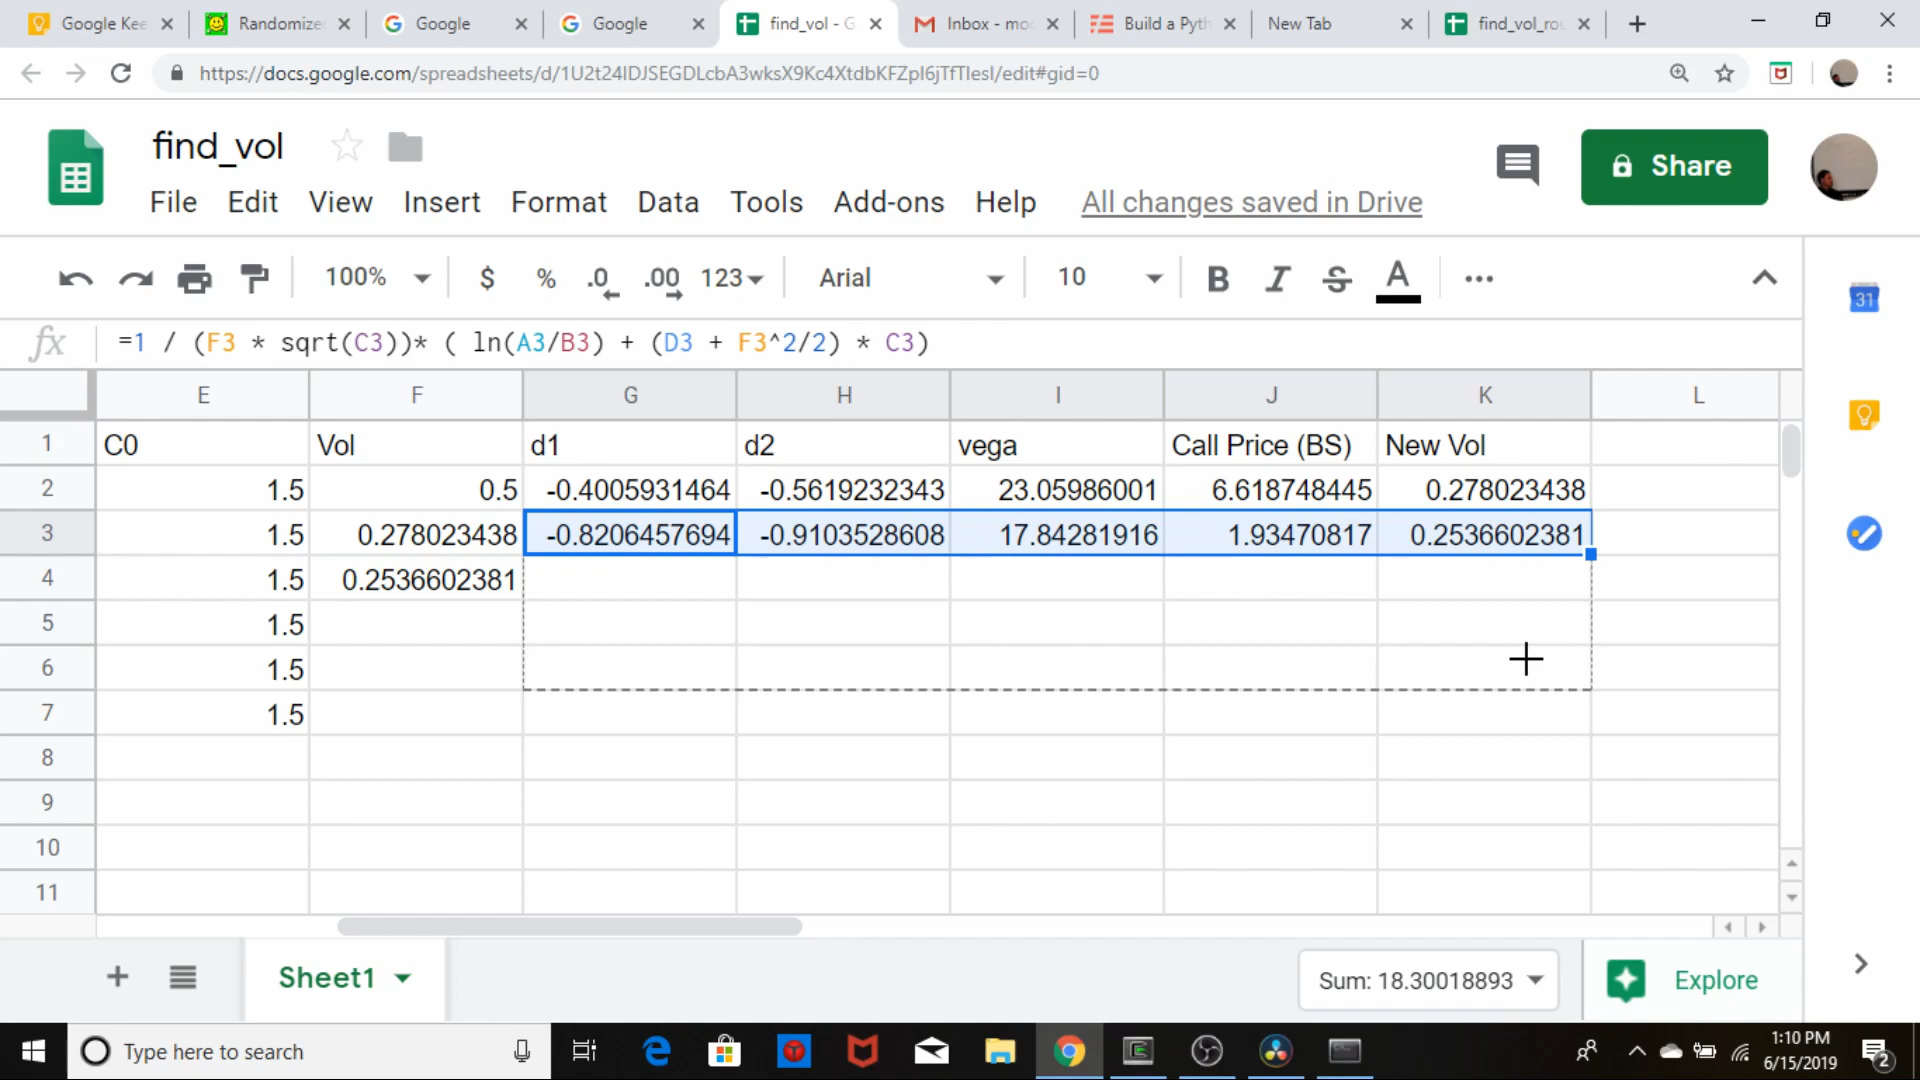 Google Kee
Randomize
Google
Google
find_vol - G
Inbox - mo
Build a Pyth
New Tab
find_vol_rou
https://docs.google.com/spreadsheets/d/1U2t24IDJSEGDLcbA3wksX9Kc4XtdbKFZpI6jTfTIesI/edit#gid=0
find_vol
File Edit View Insert Format Data Tools Add-ons Help All changes saved in Drive
Share
100% $ % .0 .00 123 Arial 10 B I S A
31
fx =1 / (F3 * sqrt(C3))* ( ln(A3/B3) + (D3 + F3^2/2) * C3)
E F G H I J K L
1 C0 Vol d1 d2 vega Call Price (BS) New Vol
2 1.5 0.5 -0.4005931464 -0.5619232343 23.05986001 6.618748445 0.278023438
3 1.5 0.278023438 -0.8206457694 -0.9103528608 17.84281916 1.93470817 0.2536602381
4 1.5 0.2536602381
5 1.5
6 1.5
7 1.5
8
9
10
11
Sheet1
Sum: 18.30018893
Explore
Type here to search
1:10 PM
6/15/2019
2